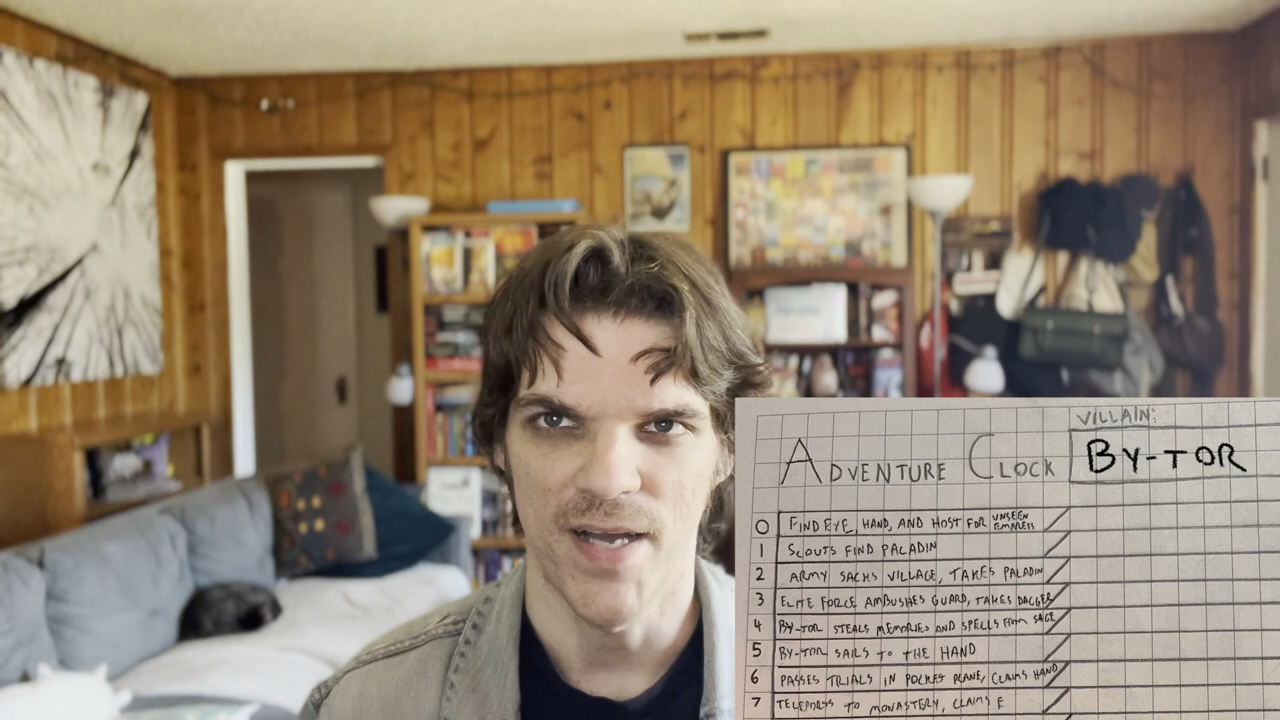 VILLAIN:
ADVENTURE CLOCK
BY-TOR
0 FIND EYE, HAND, AND HOST FOR UNSEEN EMPRESS
1 SCOUTS FIND PALADIN
2 ARMY SACKS VILLAGE, TAKES PALADIN
3 ELITE FORCE AMBUSHES GUARD, TAKES DAGGER
4 BY-TOR STEALS MEMORIES AND SPELLS FROM SAGE
5 BY-TOR SAILS TO THE HAND
6 PASSES TRIALS IN POCKET PLANE, CLAIMS HAND
7 TELEPORTS TO MONASTERY, CLAIMS E